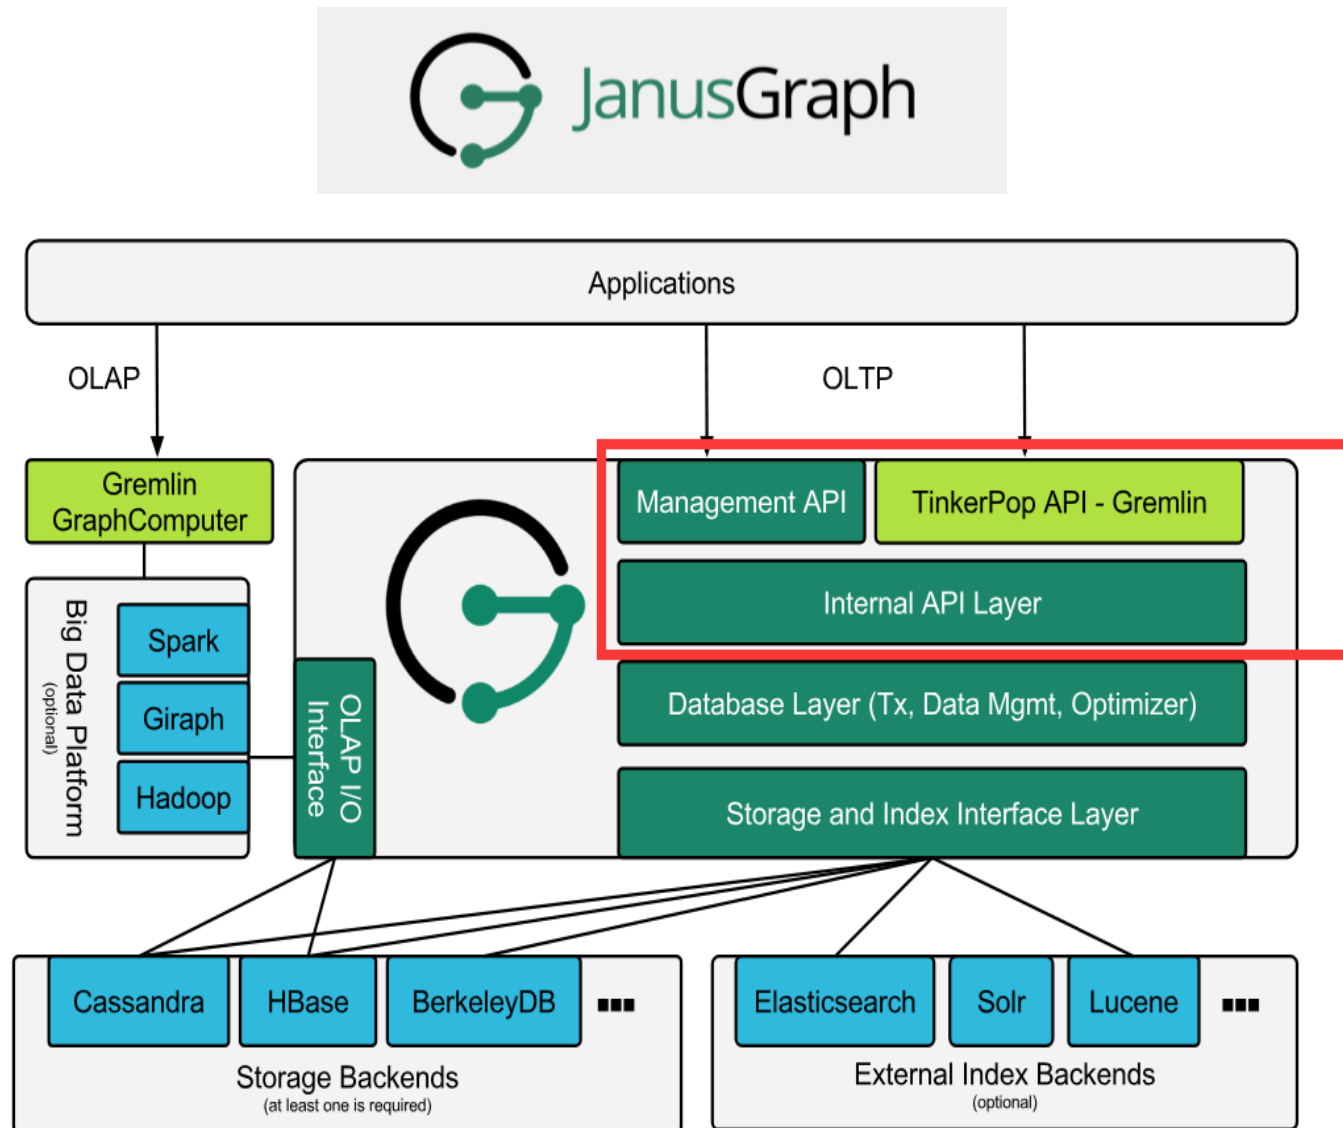 JanusGraph
Applications
OLAP
OLTP
Gremlin
GraphComputer
Management API
TinkerPop API - Gremlin
Internal API Layer
Big Data Platform
(optional)
Spark
Giraph
Hadoop
OLAP I/O
Interface
Database Layer (Tx, Data Mgmt, Optimizer)
Storage and Index Interface Layer
Cassandra
HBase
BerkeleyDB
Storage Backends
(at least one is required)
Elasticsearch
Solr
Lucene
External Index Backends
(optional)